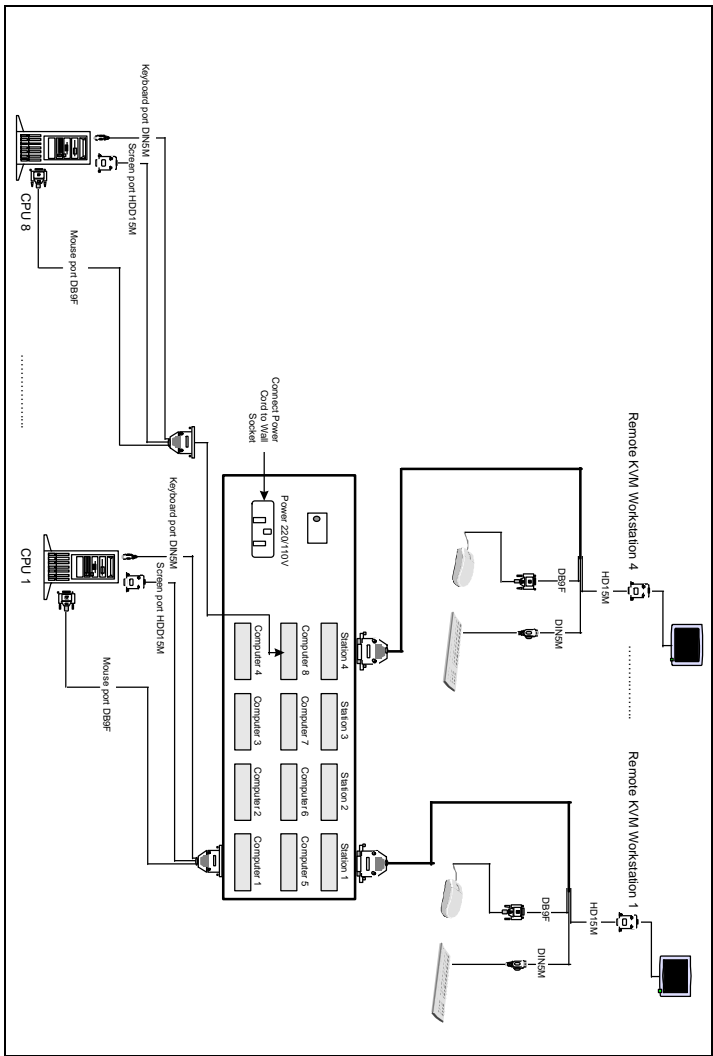 Remote KVM Workstation 4
.................
Remote KVM Workstation 1
HD15M
HD15M
DIN5M
DB9F
DB9F
DIN5M
Station 4
Station 3
Station 2
Station 1
Computer 8
Computer 7
Computer 6
Computer 5
Power 220/110V
Connect Power
Cord to Wall
Socket
Computer 4
Computer 3
Computer 2
Computer 1
Keyboard port DIN5M
Screen port HDD15M
Keyboard port DIN5M
Screen port HDD15M
Mouse port DB9F
Mouse port DB9F
CPU 8
.................
CPU 1